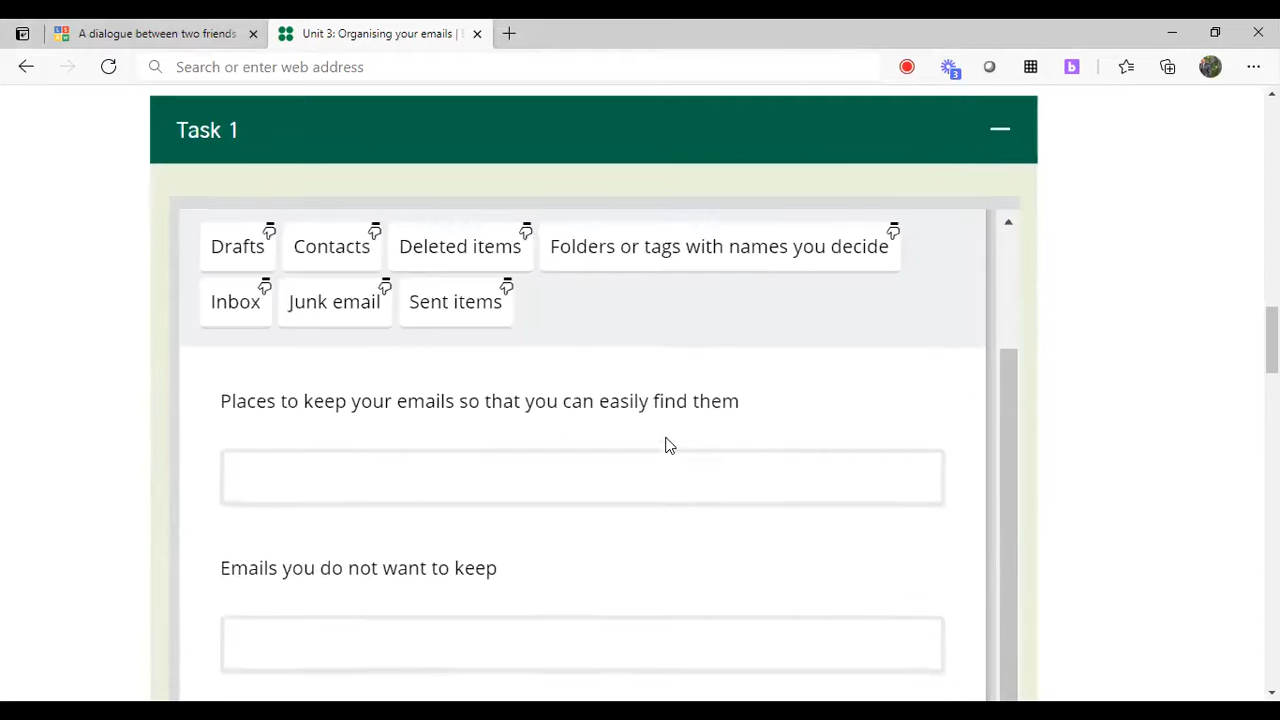 A dialogue between two friends
Unit 3: Organising your emails |
Search or enter web address
3
b
Task 1
Drafts Contacts Deleted items Folders or tags with names you decide
Inbox Junk email Sent items
Places to keep your emails so that you can easily find them
Emails you do not want to keep